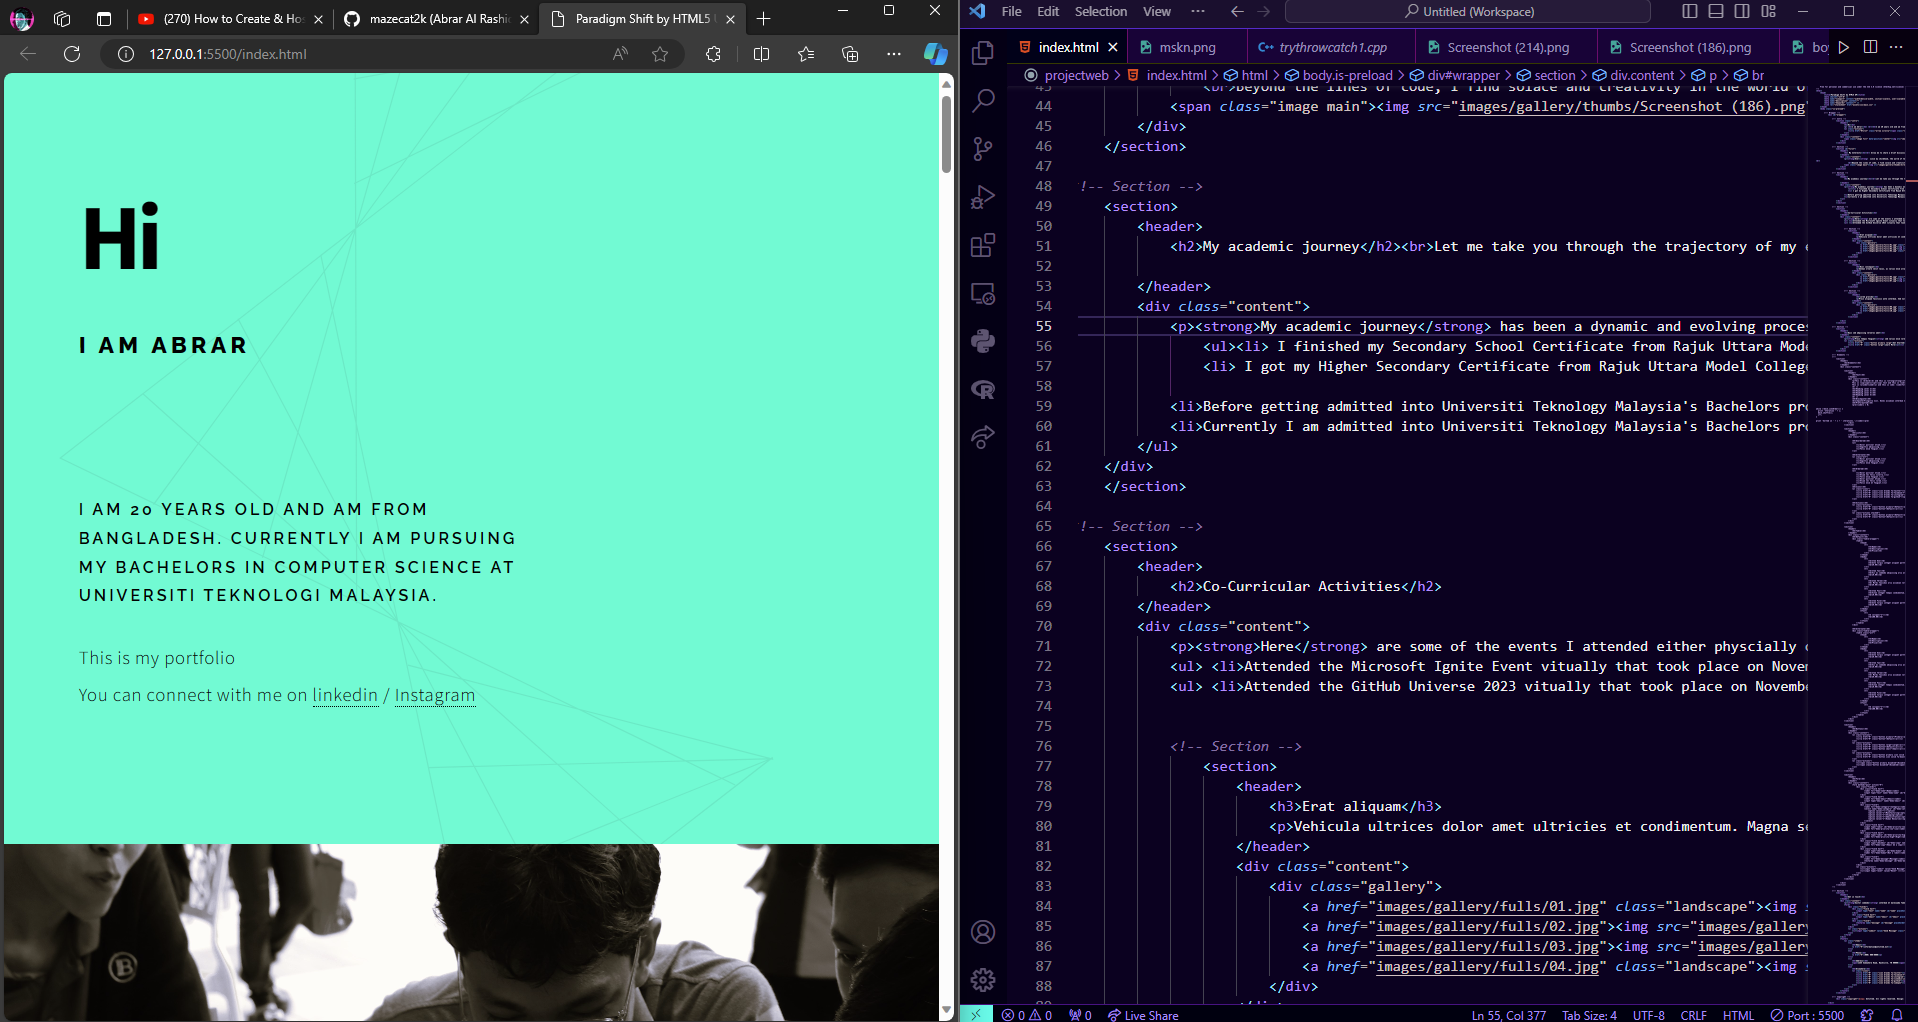 (270) How to Create & Hos
mazecat2k (Abrar Al Rashid
Paradigm Shift by HTML5 U
127.0.0.1:5500/index.html
Hi
I AM ABRAR
I AM 20 YEARS OLD AND AM FROM
BANGLADESH. CURRENTLY I AM PURSUING
MY BACHELORS IN COMPUTER SCIENCE AT
UNIVERSITI TEKNOLOGI MALAYSIA.
This is my portfolio
You can connect with me on linkedin / Instagram
File Edit Selection View ··· Untitled (Workspace)
index.html mskn.png trythrowcatch1.cpp Screenshot (214).png Screenshot (186).png bo
projectweb > index.html > html > body.is-preload > div#wrapper > section > div.content > p > br
43 <br>Beyond the lines of code, I find solace and creativity in the world o
44 <span class="image main"><img src="images/gallery/thumbs/Screenshot (186).png"
45 </div>
46 </section>
47
48 !-- Section -->
49 <section>
50 <header>
51 <h2>My academic journey</h2><br>Let me take you through the trajectory of my e
52
53 </header>
54 <div class="content">
55 <p><strong>My academic journey</strong> has been a dynamic and evolving proces
56 <ul><li> I finished my Secondary School Certificate from Rajuk Uttara Mode
57 <li> I got my Higher Secondary Certificate from Rajuk Uttara Model College
58
59 <li>Before getting admitted into Universiti Teknology Malaysia's Bachelors pro
60 <li>Currently I am admitted into Universiti Teknology Malaysia's Bachelors pro
61 </ul>
62 </div>
63 </section>
64
65 !-- Section -->
66 <section>
67 <header>
68 <h2>Co-Curricular Activities</h2>
69 </header>
70 <div class="content">
71 <p><strong>Here</strong> are some of the events I attended either physcially o
72 <ul> <li>Attended the Microsoft Ignite Event vitually that took place on Novem
73 <ul> <li>Attended the GitHub Universe 2023 vitually that took place on Novembe
74
75
76 <!-- Section -->
77 <section>
78 <header>
79 <h3>Erat aliquam</h3>
80 <p>Vehicula ultrices dolor amet ultricies et condimentum. Magna se
81 </header>
82 <div class="content">
83 <div class="gallery">
84 <a href="images/gallery/fulls/01.jpg" class="landscape"><img s
85 <a href="images/gallery/fulls/02.jpg"><img src="images/gallery
86 <a href="images/gallery/fulls/03.jpg"><img src="images/gallery
87 <a href="images/gallery/fulls/04.jpg" class="landscape"><img s
88 </div>
0 0 0 Live Share Ln 55, Col 377 Tab Size: 4 UTF-8 CRLF HTML Port : 5500